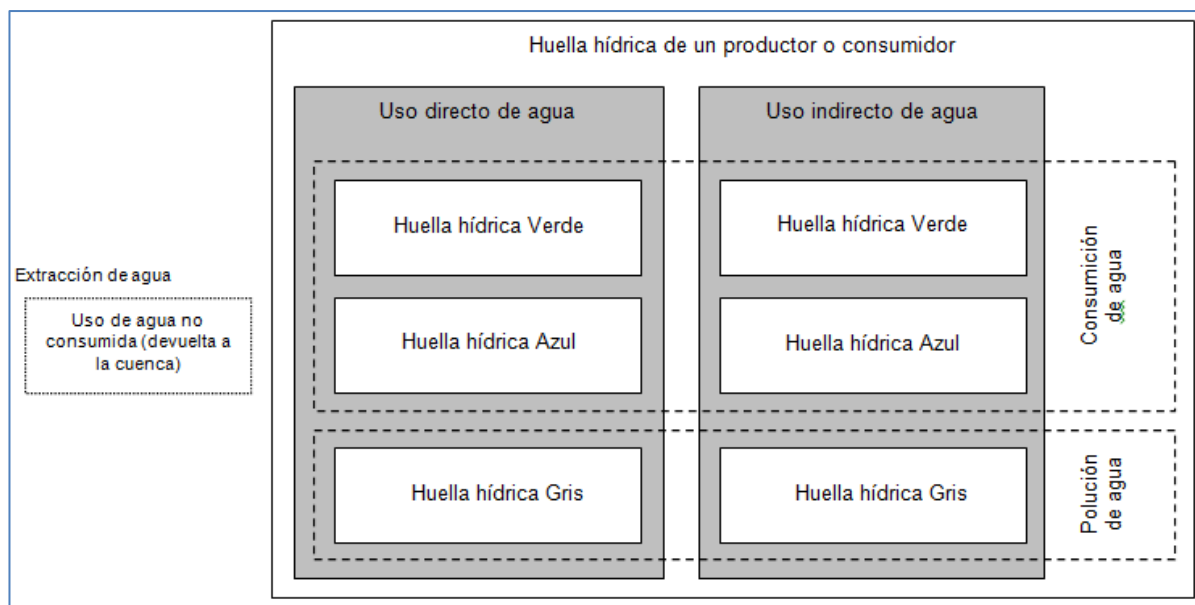 Huella hídrica de un productor o consumidor
Uso directo de agua
Uso indirecto de agua
Huella hídrica Verde
Huella hídrica Verde
Extracción de agua
Uso de agua no
consumida (devuelta a
la cuenca)
Huella hídrica Azul
Huella hídrica Azul
Consumición
de agua
Huella hídrica Gris
Huella hídrica Gris
Polución
de agua